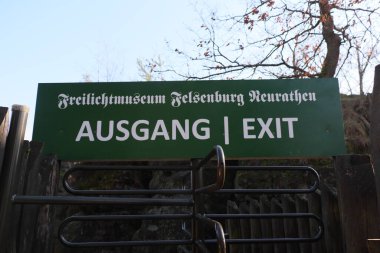 Freilichtmuseum Felsenburg Neurathen
AUSGANG | EXIT